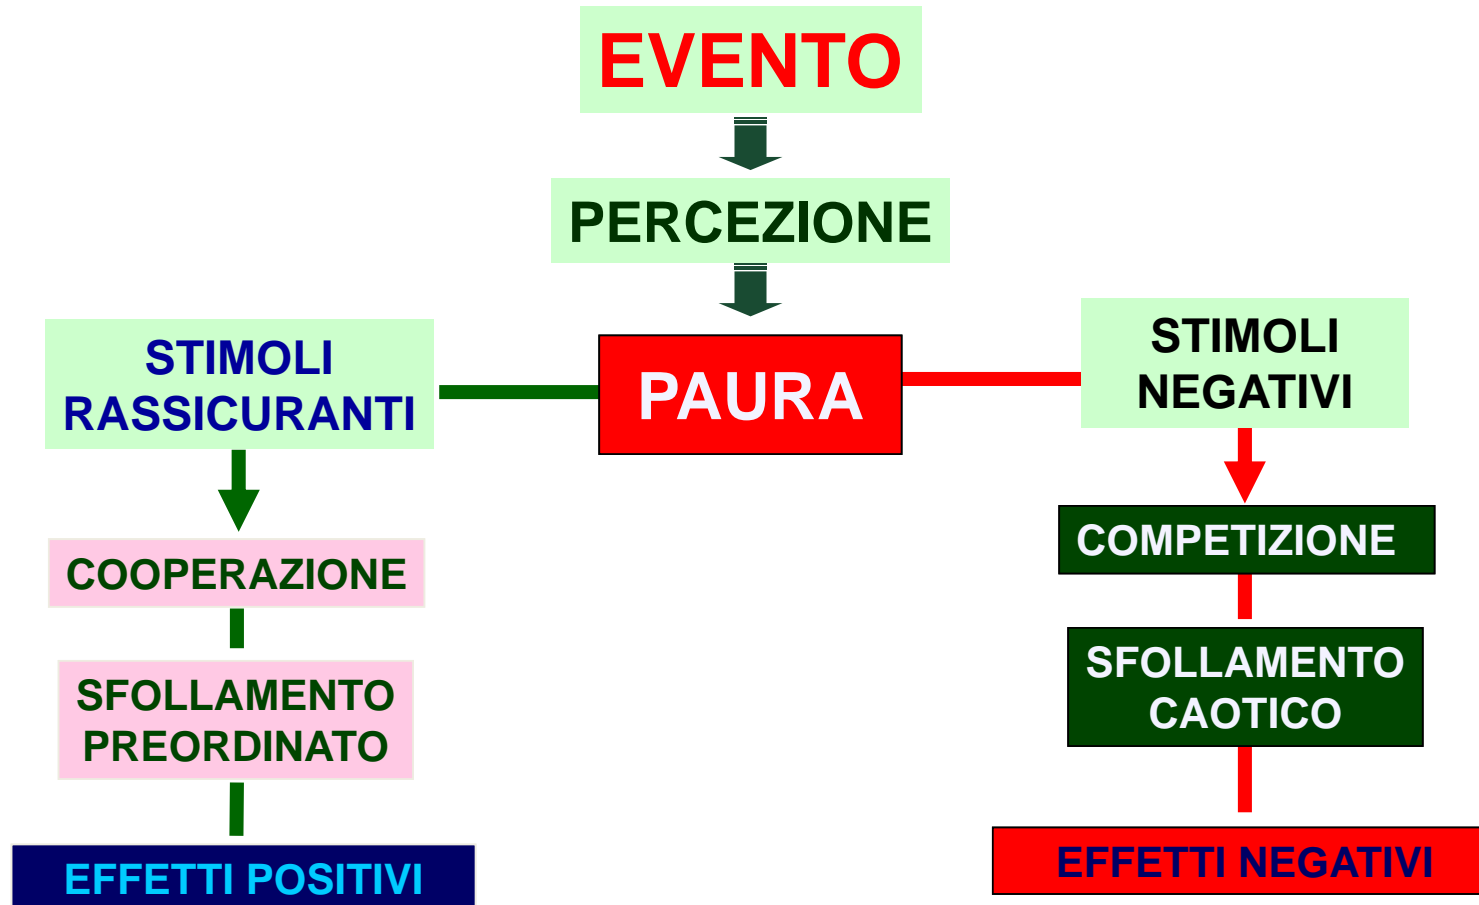 EVENTO
PERCEZIONE
PAURA
STIMOLI
RASSICURANTI
COOPERAZIONE
SFOLLAMENTO
PREORDINATO
EFFETTI POSITIVI
STIMOLI
NEGATIVI
COMPETIZIONE
SFOLLAMENTO
CAOTICO
EFFETTI NEGATIVI